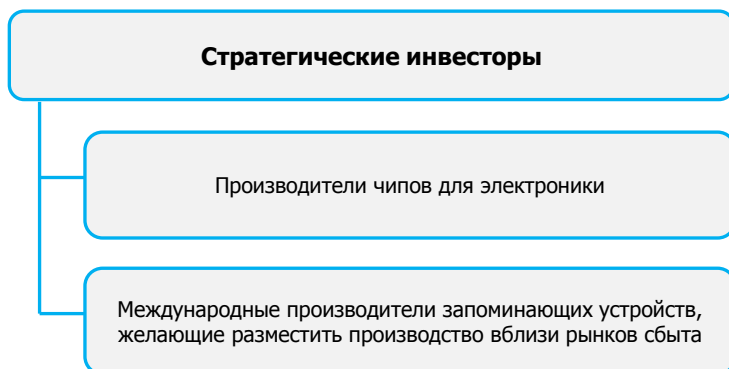 Стратегические инвесторы
Производители чипов для электроники
Международные производители запоминающих устройств,
желающие разместить производство вблизи рынков сбыта